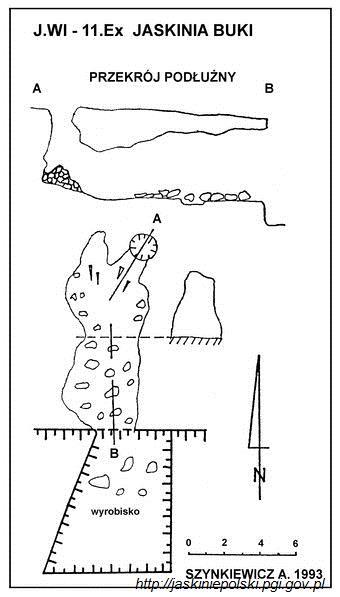 J.WI - 11.Ex JASKINIA BUKI
PRZEKRÓJ PODŁUŻNY
A
B
A
B
wyrobisko
N
0 2 4 6
SZYNKIEWICZ A. 1993
http://jaskiniepolski.pgi.gov.pl